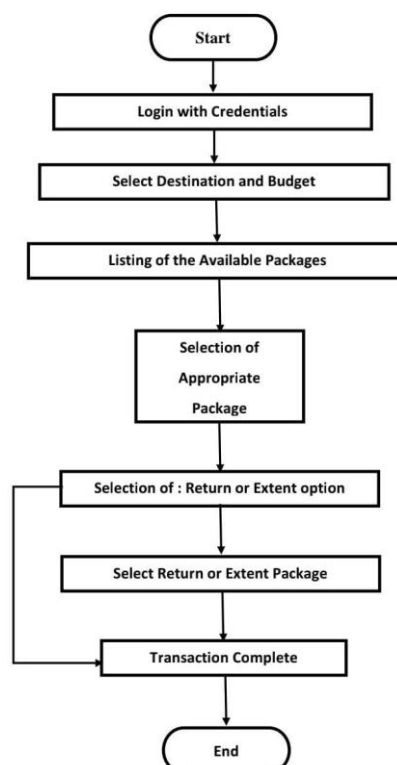 Start
Login with Credentials
Select Destination and Budget
Listing of the Available Packages
Selection of
Appropriate
Package
Selection of : Return or Extent option
Select Return or Extent Package
Transaction Complete
End